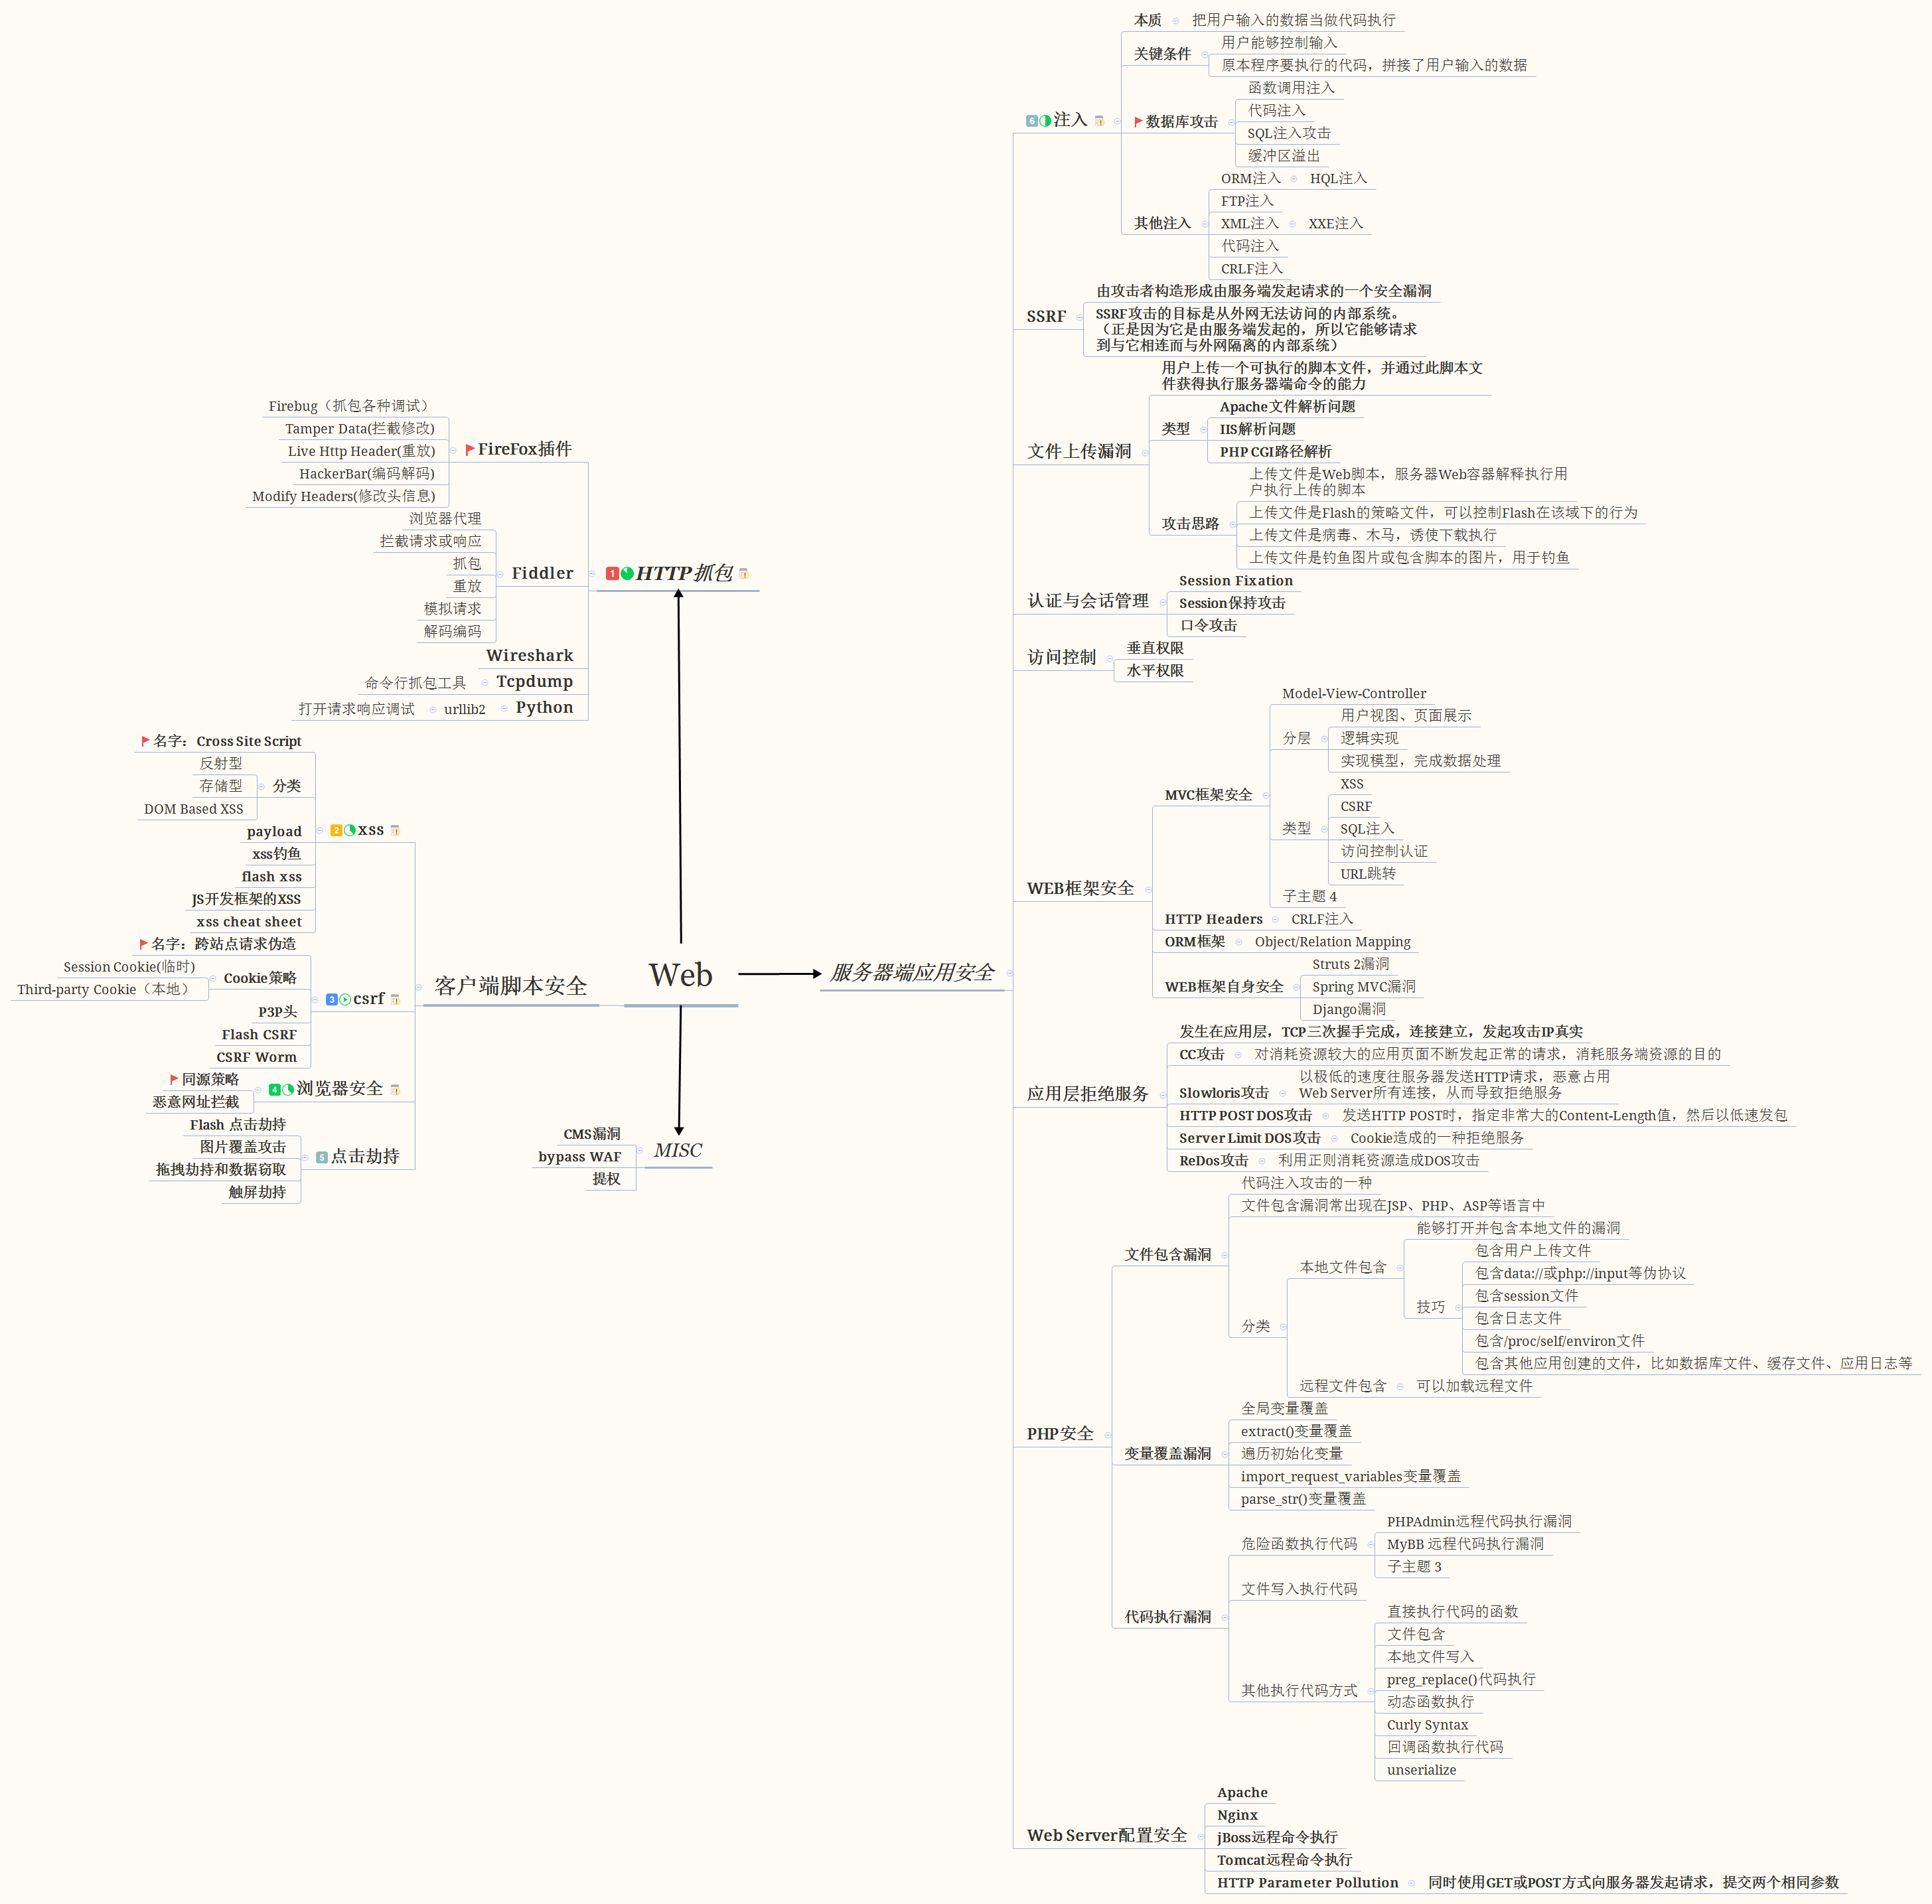 Web
HTTP抓包
FireFox插件
Firebug（抓包各种调试）
Tamper Data(拦截修改)
Live Http Header(重放)
HackerBar(编码解码)
Modify Headers(修改头信息)
Fiddler
浏览器代理
拦截请求或响应
抓包
重放
模拟请求
解码编码
Wireshark
Tcpdump
命令行抓包工具
Python
urllib2
打开请求响应调试
客户端脚本安全
xss
名字：Cross Site Script
分类
反射型
存储型
DOM Based XSS
payload
xss钓鱼
flash xss
JS开发框架的XSS
xss cheat sheet
csrf
名字：跨站点请求伪造
Cookie策略
Session Cookie(临时)
Third-party Cookie（本地）
P3P头
Flash CSRF
CSRF Worm
浏览器安全
同源策略
恶意网址拦截
点击劫持
Flash 点击劫持
图片覆盖攻击
拖拽劫持和数据窃取
触屏劫持
MISC
CMS漏洞
bypass WAF
提权
服务器端应用安全
注入
本质
把用户输入的数据当做代码执行
关键条件
用户能够控制输入
原本程序要执行的代码，拼接了用户输入的数据
数据库攻击
函数调用注入
代码注入
SQL注入攻击
缓冲区溢出
其他注入
ORM注入
HQL注入
FTP注入
XML注入
XXE注入
代码注入
CRLF注入
SSRF
由攻击者构造形成由服务端发起请求的一个安全漏洞
SSRF攻击的目标是从外网无法访问的内部系统。
（正是因为它是由服务端发起的，所以它能够请求
到与它相连而与外网隔离的内部系统）
文件上传漏洞
用户上传一个可执行的脚本文件，并通过此脚本文
件获得执行服务器端命令的能力
类型
Apache文件解析问题
IIS解析问题
PHP CGI路径解析
攻击思路
上传文件是Web脚本，服务器Web容器解释执行用
户执行上传的脚本
上传文件是Flash的策略文件，可以控制Flash在该域下的行为
上传文件是病毒、木马，诱使下载执行
上传文件是钓鱼图片或包含脚本的图片，用于钓鱼
认证与会话管理
Session Fixation
Session保持攻击
口令攻击
访问控制
垂直权限
水平权限
WEB框架安全
MVC框架安全
Model-View-Controller
分层
用户视图、页面展示
逻辑实现
实现模型，完成数据处理
类型
XSS
CSRF
SQL注入
访问控制认证
URL跳转
子主题 4
HTTP Headers
CRLF注入
ORM框架
Object/Relation Mapping
WEB框架自身安全
Struts 2漏洞
Spring MVC漏洞
Django漏洞
应用层拒绝服务
发生在应用层，TCP三次握手完成，连接建立，发起攻击IP真实
CC攻击
对消耗资源较大的应用页面不断发起正常的请求，消耗服务端资源的目的
Slowloris攻击
以极低的速度往服务器发送HTTP请求，恶意占用
Web Server所有连接，从而导致拒绝服务
HTTP POST DOS攻击
发送HTTP POST时，指定非常大的Content-Length值，然后以低速发包
Server Limit DOS攻击
Cookie造成的一种拒绝服务
ReDos攻击
利用正则消耗资源造成DOS攻击
PHP安全
文件包含漏洞
代码注入攻击的一种
文件包含漏洞常出现在JSP、PHP、ASP等语言中
分类
本地文件包含
能够打开并包含本地文件的漏洞
技巧
包含用户上传文件
包含data://或php://input等伪协议
包含session文件
包含日志文件
包含/proc/self/environ文件
包含其他应用创建的文件，比如数据库文件、缓存文件、应用日志等
远程文件包含
可以加载远程文件
变量覆盖漏洞
全局变量覆盖
extract()变量覆盖
遍历初始化变量
import_request_variables变量覆盖
parse_str()变量覆盖
代码执行漏洞
危险函数执行代码
PHPAdmin远程代码执行漏洞
MyBB 远程代码执行漏洞
子主题 3
文件写入执行代码
其他执行代码方式
直接执行代码的函数
文件包含
本地文件写入
preg_replace()代码执行
动态函数执行
Curly Syntax
回调函数执行代码
unserialize
Web Server配置安全
Apache
Nginx
jBoss远程命令执行
Tomcat远程命令执行
HTTP Parameter Pollution
同时使用GET或POST方式向服务器发起请求，提交两个相同参数